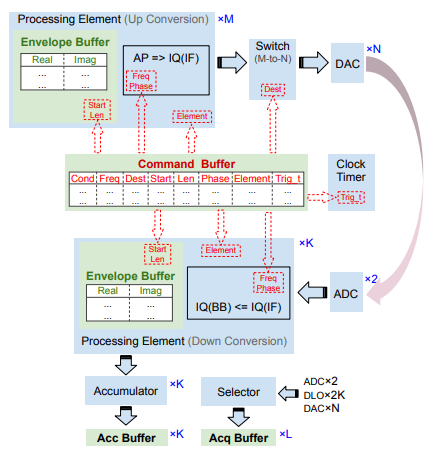 Processing Element (Up Conversion)
×M
Envelope Buffer
Real Imag
... ...
... ...
Start
Len
AP => IQ(IF)
Freq
Phase
Element
Switch
(M-to-N)
Dest
×N
DAC
Command Buffer
Cond Freq Dest Start Len Phase Element Trig_t
... ... ... ... ...
... ... ... ... ...
Clock
Timer
Trig_t
×K
Start
Len
Element
Envelope Buffer
Real Imag
... ...
... ...
Freq
Phase
IQ(BB) <= IQ(IF)
Processing Element (Down Conversion)
×2
ADC
Accumulator
×K
Selector
ADC×2
DLO×2K
DAC×N
Acc Buffer
×K
Acq Buffer
×L